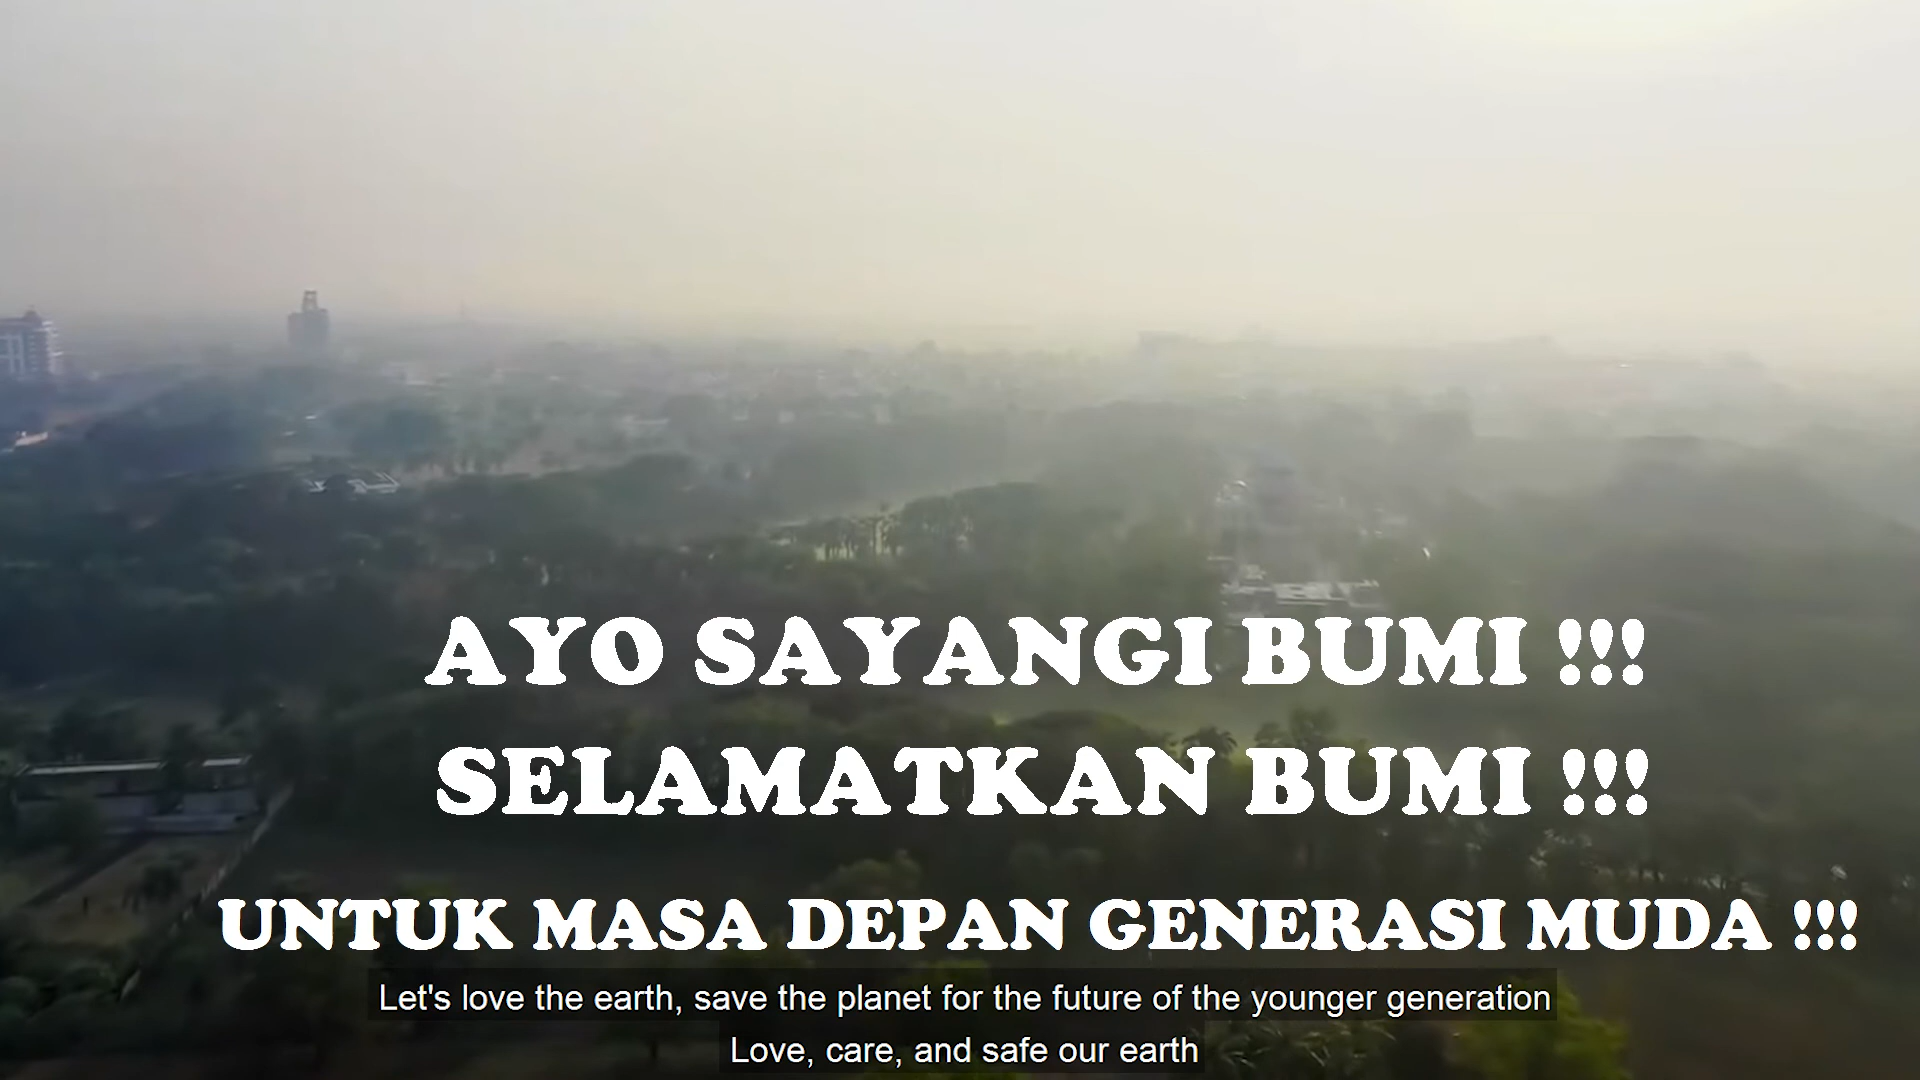 AYO SAYANGI BUMI !!!
SELAMATKAN BUMI !!!
UNTUK MASA DEPAN GENERASI MUDA !!!
Let's love the earth, save the planet for the future of the younger generation
Love, care, and safe our earth